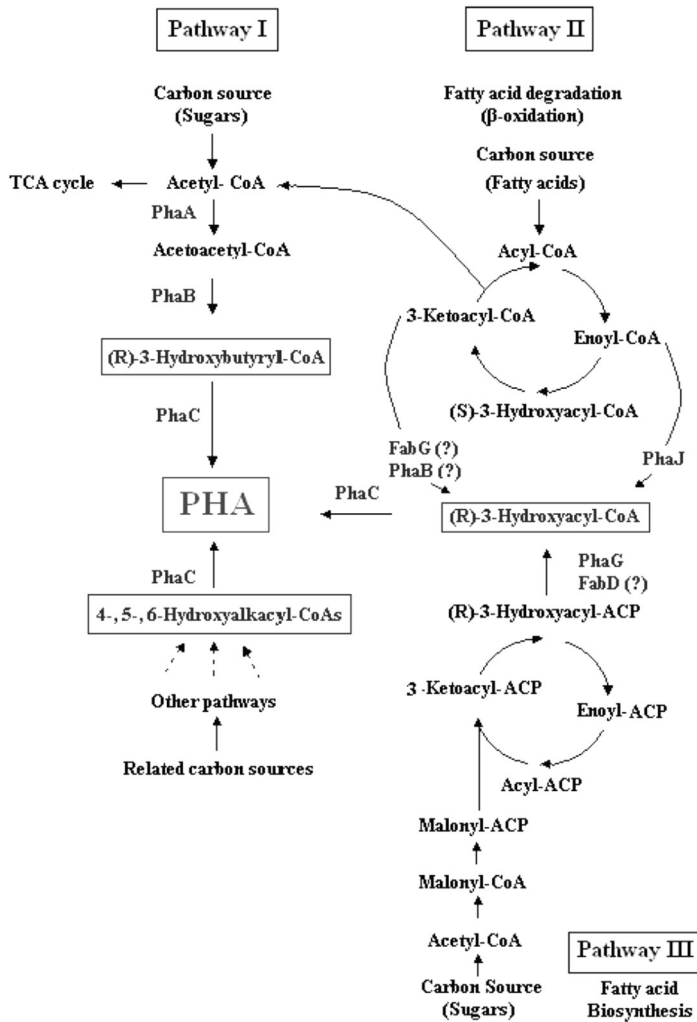 Pathway I
Carbon source
(Sugars)
TCA cycle
Acetyl- CoA
PhaA
Acetoacetyl-CoA
PhaB
(R)-3-Hydroxybutyryl-CoA
PhaC
PHA
PhaC
4-, 5-, 6-Hydroxyalkacyl-CoAs
Other pathways
Related carbon sources
Pathway II
Fatty acid degradation
(β-oxidation)
Carbon source
(Fatty acids)
Acyl-CoA
3-Ketoacyl-CoA
Enoyl-CoA
(S)-3-Hydroxyacyl-CoA
FabG (?)
PhaB (?)
PhaJ
PhaC
(R)-3-Hydroxyacyl-CoA
PhaG
FabD (?)
(R)-3-Hydroxyacyl-ACP
3-Ketoacyl-ACP
Enoyl-ACP
Acyl-ACP
Malonyl-ACP
Malonyl-CoA
Acetyl-CoA
Carbon Source
(Sugars)
Pathway III
Fatty acid
Biosynthesis